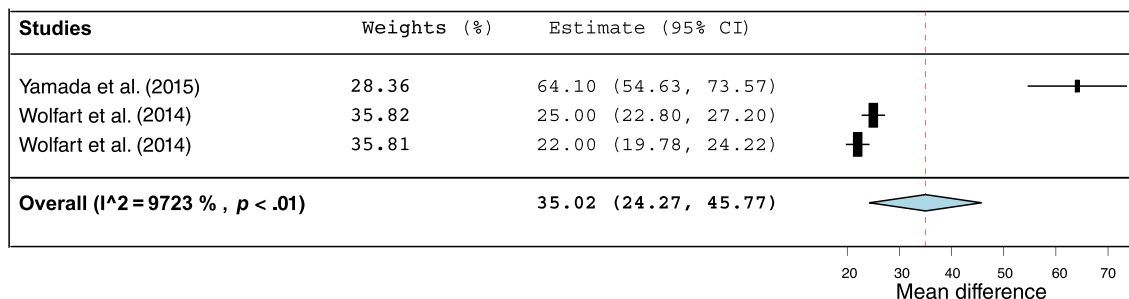 Studies Weights (%) Estimate (95% CI)
Yamada et al. (2015) 28.36 64.10 (54.63, 73.57)
Wolfart et al. (2014) 35.82 25.00 (22.80, 27.20)
Wolfart et al. (2014) 35.81 22.00 (19.78, 24.22)
Overall (I^2 = 9723 % , p < .01) 35.02 (24.27, 45.77)
20 30 40 50 60 70
Mean difference